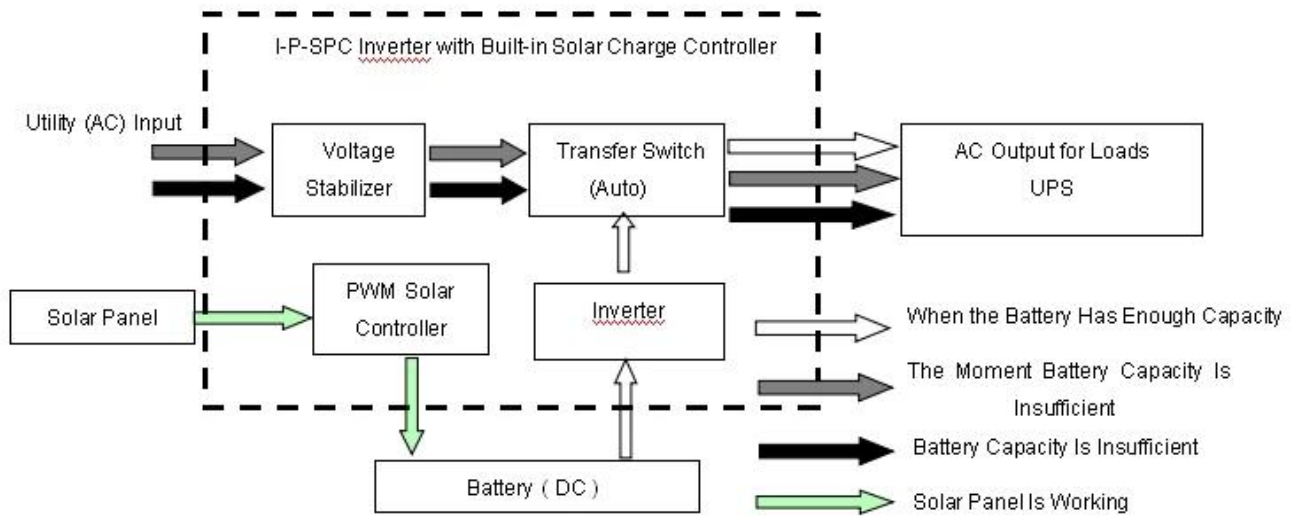 I-P-SPC Inverter with Built-in Solar Charge Controller
Utility (AC) Input
Voltage
Stabilizer
Transfer Switch
(Auto)
AC Output for Loads
UPS
Solar Panel
PWM Solar
Controller
Inverter
Battery ( DC )
When the Battery Has Enough Capacity
The Moment Battery Capacity Is
Insufficient
Battery Capacity Is Insufficient
Solar Panel Is Working